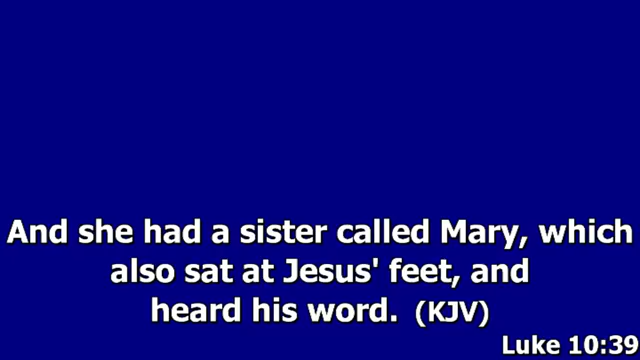 And she had a sister called Mary, which
also sat at Jesus' feet, and
heard his word. (KJV)
Luke 10:39